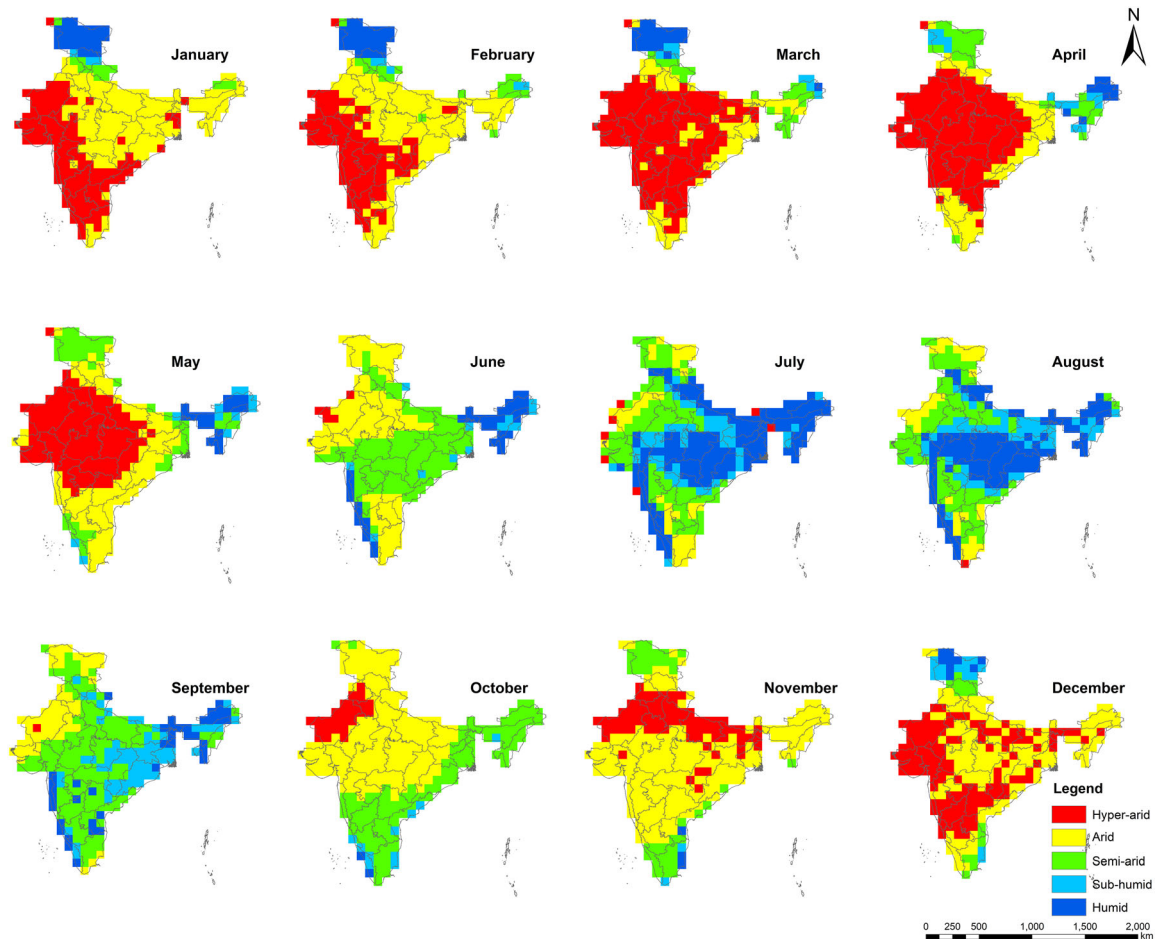 N
January
February
March
April
May
June
July
August
September
October
November
December
Legend
Hyper-arid
Arid
Semi-arid
Sub-humid
Humid
0 250 500 1,000 1,500 2,000
km